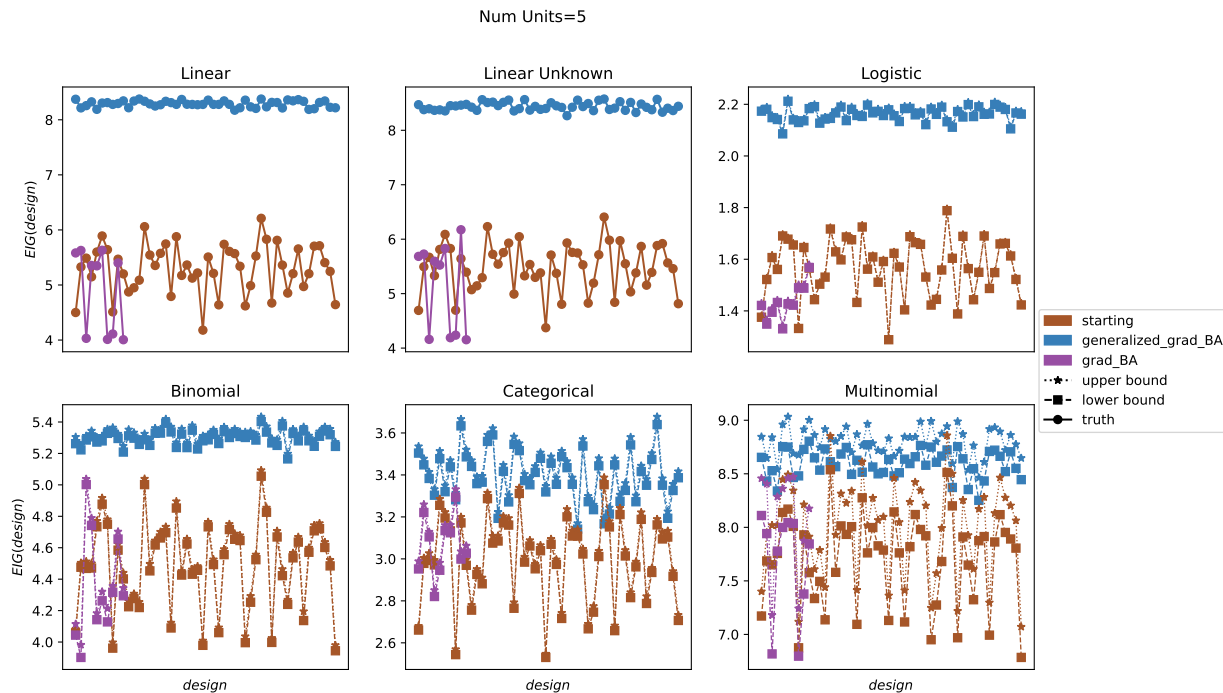 Num Units=5
Linear
Linear Unknown
Logistic
EIG(design)
8
7
6
5
4
8
7
6
5
4
2.2
2.0
1.8
1.6
1.4
starting
generalized_grad_BA
grad_BA
upper bound
lower bound
truth
Binomial
Categorical
Multinomial
EIG(design)
5.4
5.2
5.0
4.8
4.6
4.4
4.2
4.0
3.6
3.4
3.2
3.0
2.8
2.6
9.0
8.5
8.0
7.5
7.0
design
design
design